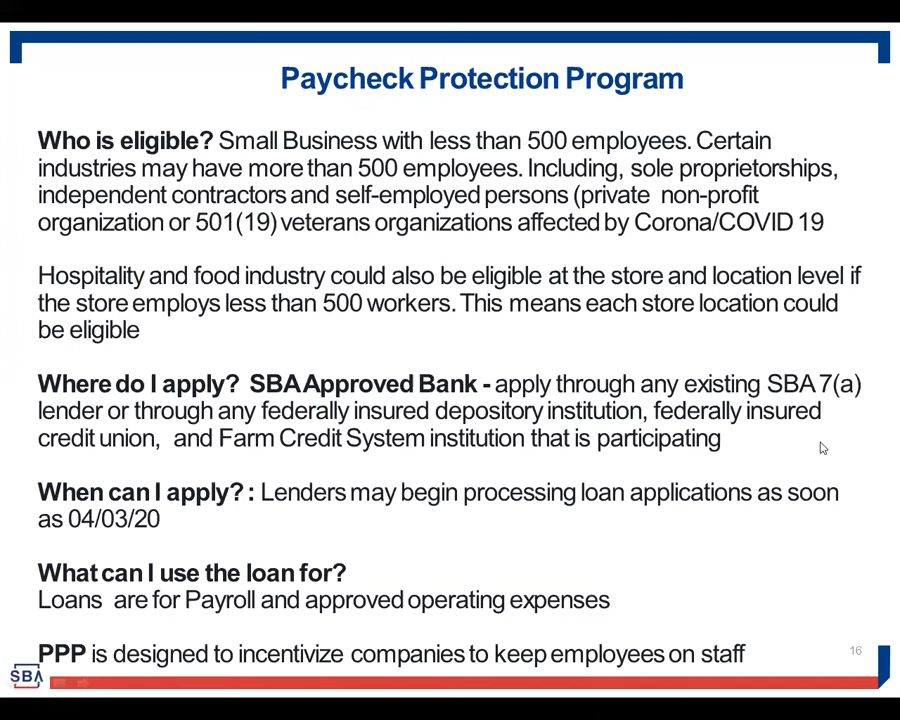 Paycheck Protection Program
Who is eligible? Small Business with less than 500 employees. Certain
industries may have more than 500 employees. Including, sole proprietorships,
independent contractors and self-employed persons (private non-profit
organization or 501(19) veterans organizations affected by Corona/COVID 19
Hospitality and food industry could also be eligible at the store and location level if
the store employs less than 500 workers. This means each store location could
be eligible
Where do I apply? SBA Approved Bank - apply through any existing SBA 7(a)
lender or through any federally insured depository institution, federally insured
credit union, and Farm Credit System institution that is participating
When can I apply? : Lenders may begin processing loan applications as soon
as 04/03/20
What can I use the loan for?
Loans are for Payroll and approved operating expenses
PPP is designed to incentivize companies to keep employees on staff
16
SBA